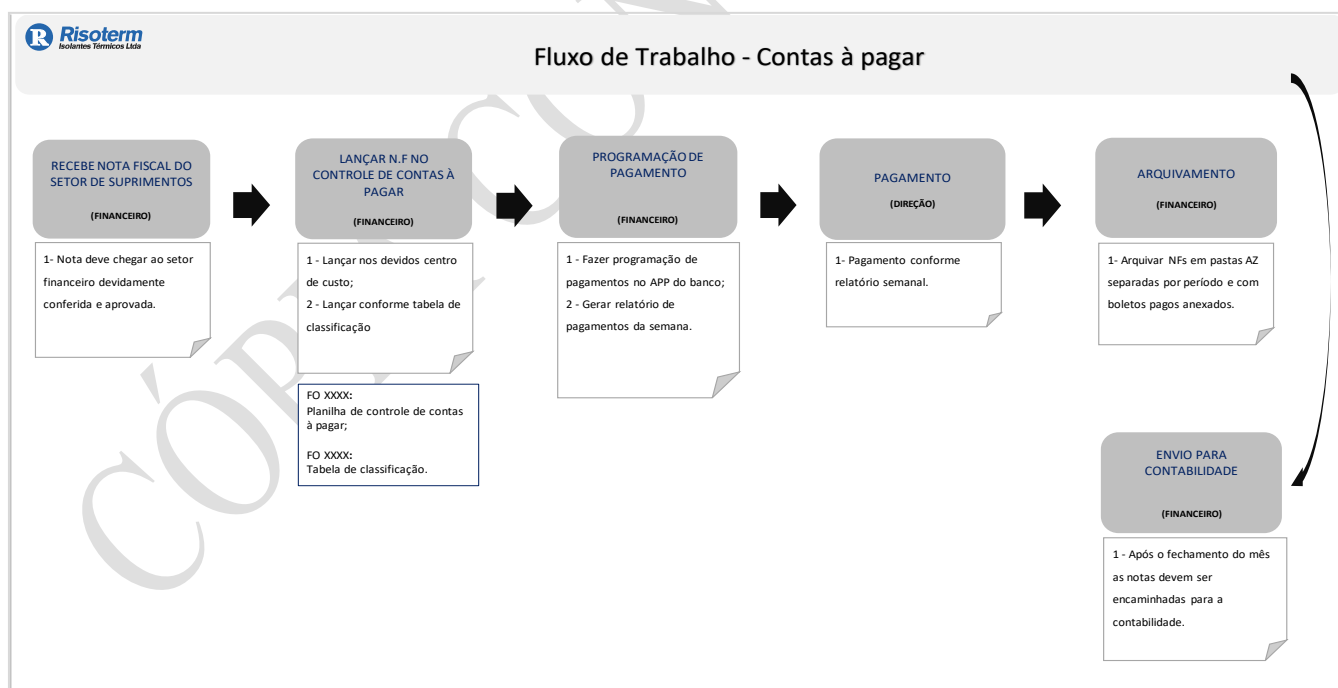 Risoterm
Isolantes Térmicos Ltda
Fluxo de Trabalho - Contas à pagar
RECEBE NOTA FISCAL DO
SETOR DE SUPRIMENTOS
(FINANCEIRO)
1- Nota deve chegar ao setor
financeiro devidamente
conferida e aprovada.
LANÇAR N.F NO
CONTROLE DE CONTAS À
PAGAR
(FINANCEIRO)
1 - Lançar nos devidos centro
de custo;
2 - Lançar conforme tabela de
classificação
FO XXXX:
Planilha de controle de contas
à pagar;
FO XXXX:
Tabela de classificação.
PROGRAMAÇÃO DE
PAGAMENTO
(FINANCEIRO)
1 - Fazer programação de
pagamentos no APP do banco;
2 - Gerar relatório de
pagamentos da semana.
PAGAMENTO
(DIREÇÃO)
1- Pagamento conforme
relatório semanal.
ARQUIVAMENTO
(FINANCEIRO)
1- Arquivar NFs em pastas AZ
separadas por período e com
boletos pagos anexados.
ENVIO PARA
CONTABILIDADE
(FINANCEIRO)
1 - Após o fechamento do mês
as notas devem ser
encaminhadas para a
contabilidade.